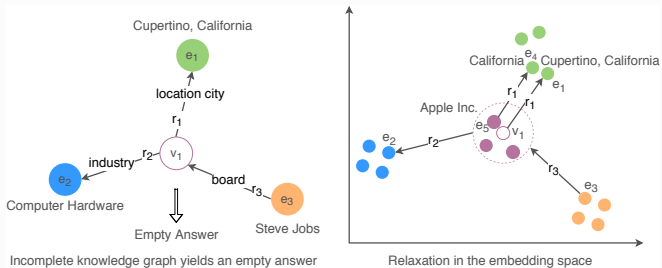 Cupertino, California
e1
location city
r1
industry
r2
v1
e2
board
r3
e3
Computer Hardware
Steve Jobs
Empty Answer
Incomplete knowledge graph yields an empty answer
e4
California
Cupertino, California
e1
r1
r1
Apple Inc.
e5
v1
e2
r2
r3
e3
Relaxation in the embedding space